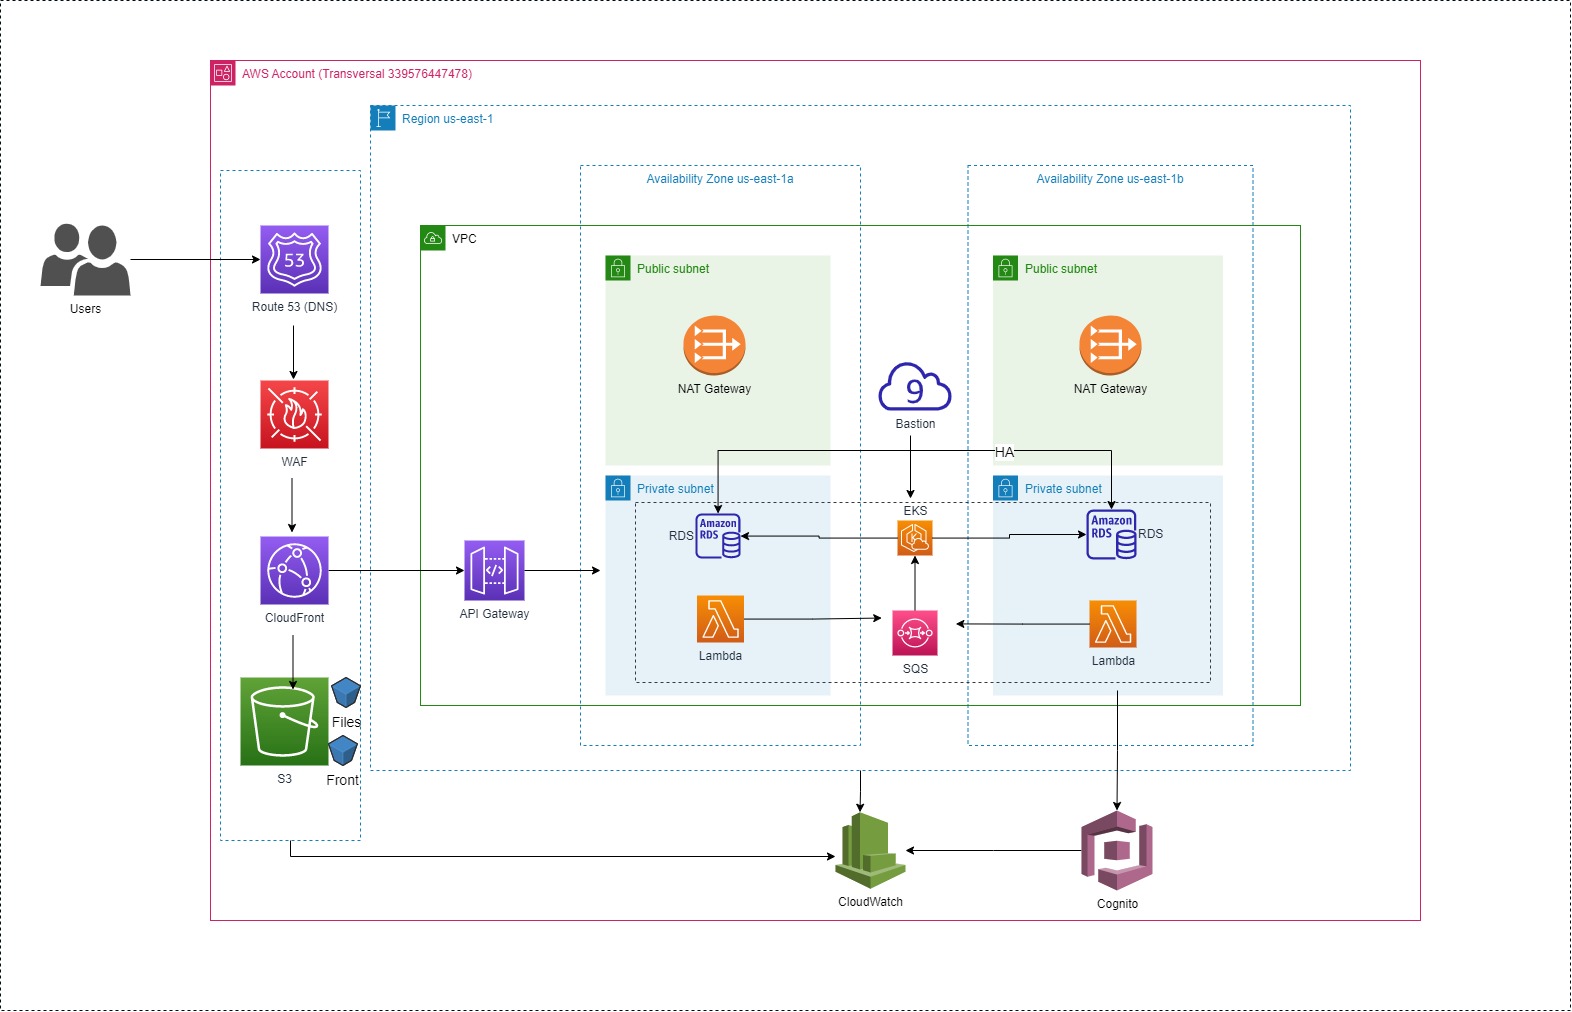 AWS Account (Transversal 339576447478)
Region us-east-1
Availability Zone us-east-1a
Availability Zone us-east-1b
VPC
Users
53
Route 53 (DNS)
WAF
CloudFront
S3
Files
Front
API Gateway
Public subnet
NAT Gateway
Public subnet
NAT Gateway
9
Bastion
HA
Private subnet
Private subnet
RDS
Amazon
RDS
EKS
Amazon
RDS
RDS
Lambda
SQS
Lambda
CloudWatch
Cognito